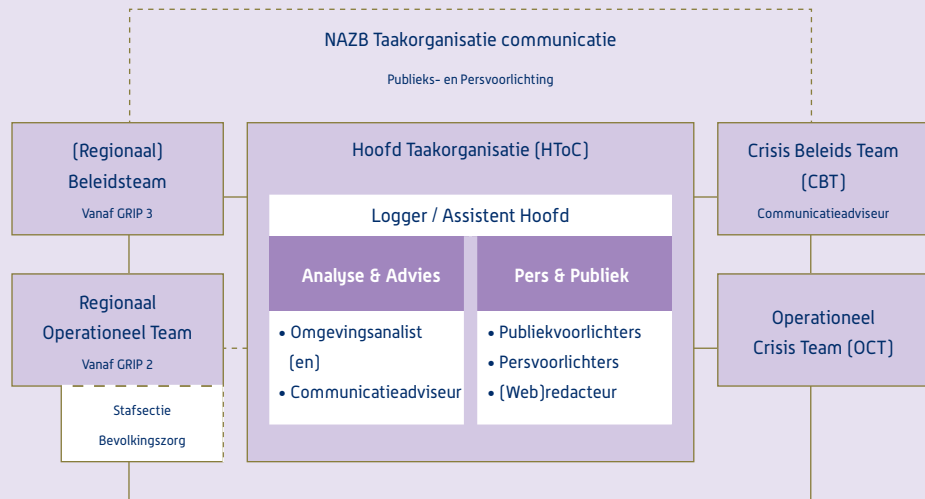 NAZB Taakorganisatie communicatie
Publieks- en Persvoorlichting
(Regionaal)
Beleidsteam
Vanaf GRIP 3
Regionaal
Operationeel Team
Vanaf GRIP 2
Stafsectie
Bevolkingszorg
Hoofd Taakorganisatie (HToC)
Logger / Assistent Hoofd
Analyse & Advies
• Omgevingsanalist
(en)
• Communicatieadviseur
Pers & Publiek
• Publiekvoorlichters
• Persvoorlichters
• (Web)redacteur
Crisis Beleids Team
(CBT)
Communicatieadviseur
Operationeel
Crisis Team (OCT)